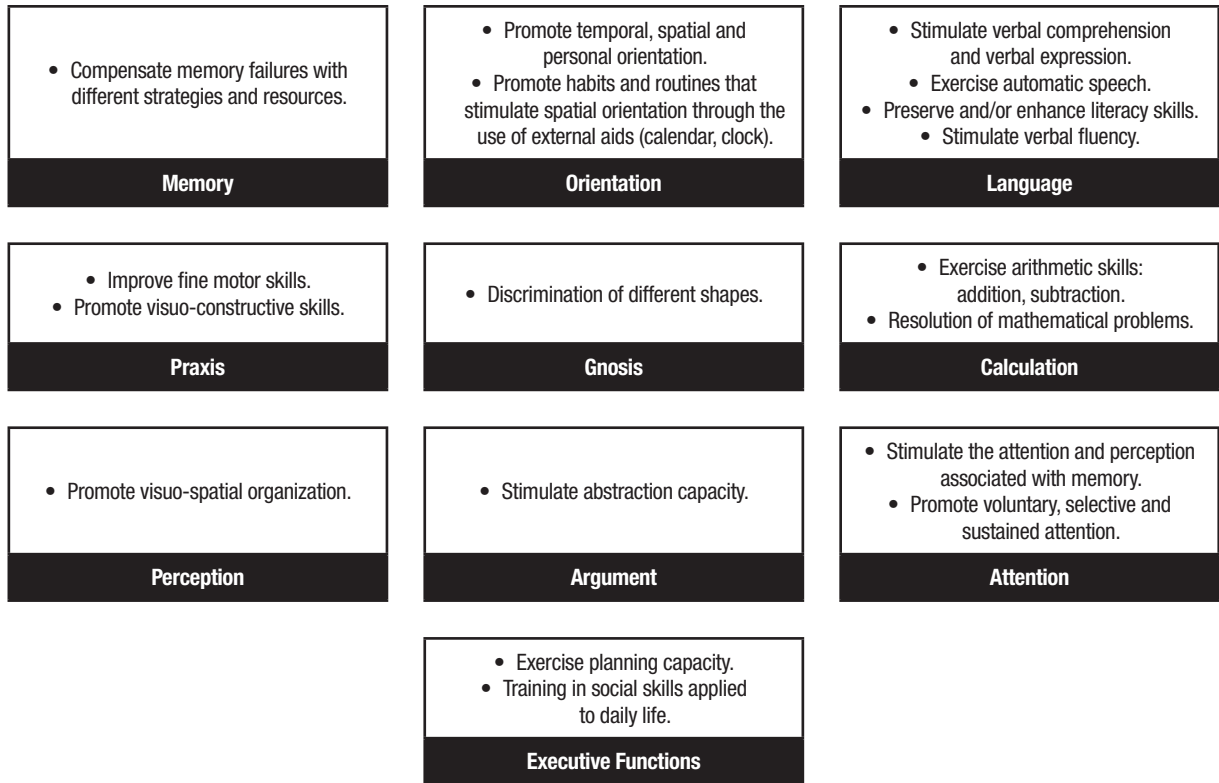 • Compensate memory failures with
different strategies and resources.
Memory
• Promote temporal, spatial and
personal orientation.
• Promote habits and routines that
stimulate spatial orientation through the
use of external aids (calendar, clock).
Orientation
• Stimulate verbal comprehension
and verbal expression.
• Exercise automatic speech.
• Preserve and/or enhance literacy skills.
• Stimulate verbal fluency.
Language
• Improve fine motor skills.
• Promote visuo-constructive skills.
Praxis
• Discrimination of different shapes.
Gnosis
• Exercise arithmetic skills:
addition, subtraction.
• Resolution of mathematical problems.
Calculation
• Promote visuo-spatial organization.
Perception
• Stimulate abstraction capacity.
Argument
• Stimulate the attention and perception
associated with memory.
• Promote voluntary, selective and
sustained attention.
Attention
• Exercise planning capacity.
• Training in social skills applied
to daily life.
Executive Functions